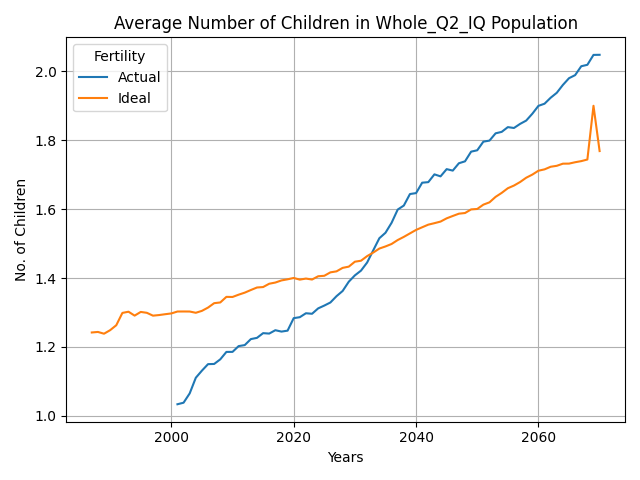 Average Number of Children in Whole_Q2_IQ Population
Fertility
Actual
Ideal
No. of Children
2.0
1.8
1.6
1.4
1.2
1.0
2000
2020
2040
2060
Years